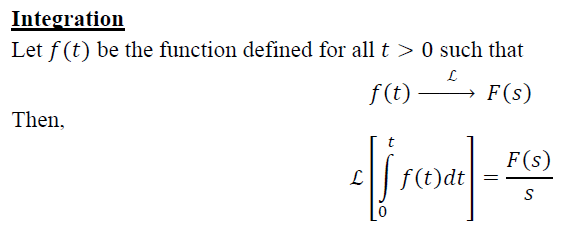 Integration
Let f(t) be the function defined for all t > 0 such that
f(t) —ℒ→ F(s)
Then,
ℒ[∫₀ᵗ f(t)dt] = F(s)/s